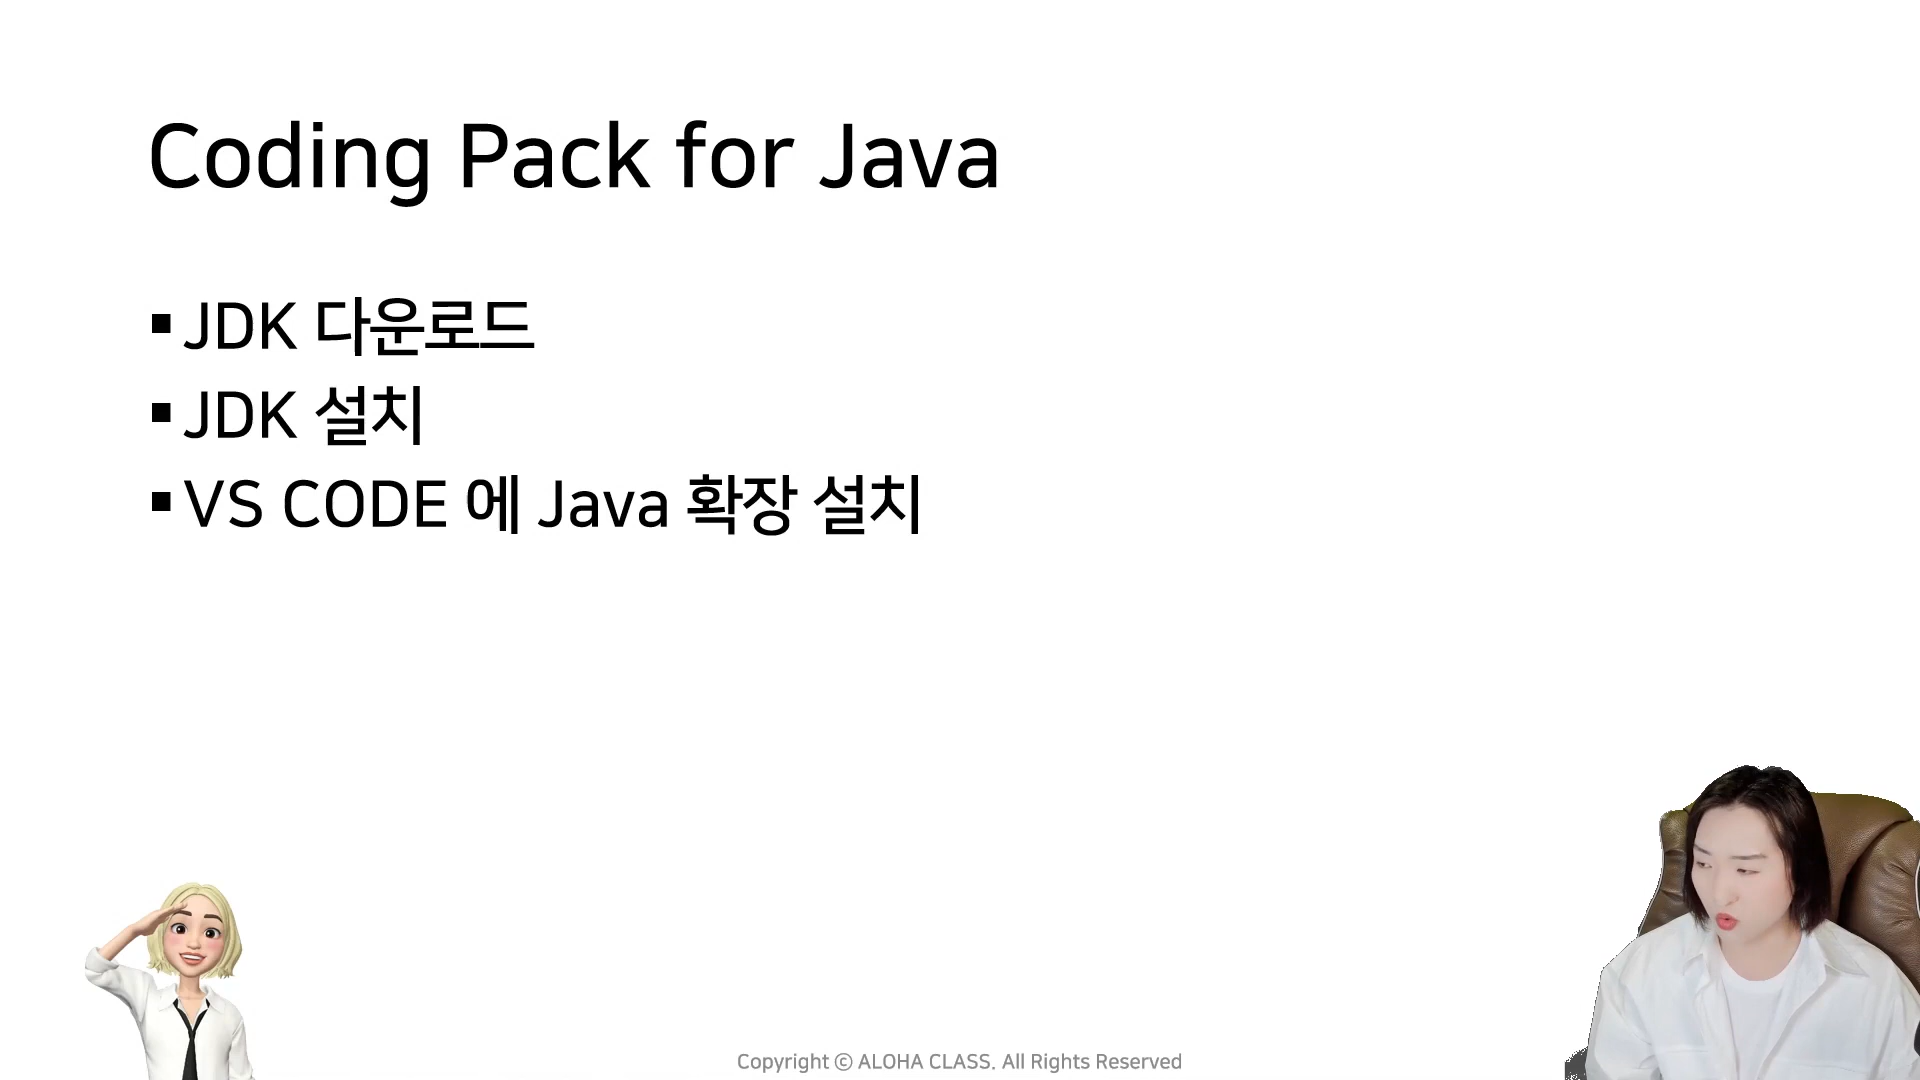 Coding Pack for Java
▪ JDK 다운로드
▪ JDK 설치
▪ VS CODE 에 Java 확장 설치
Copyright ⓒ ALOHA CLASS. All Rights Reserved